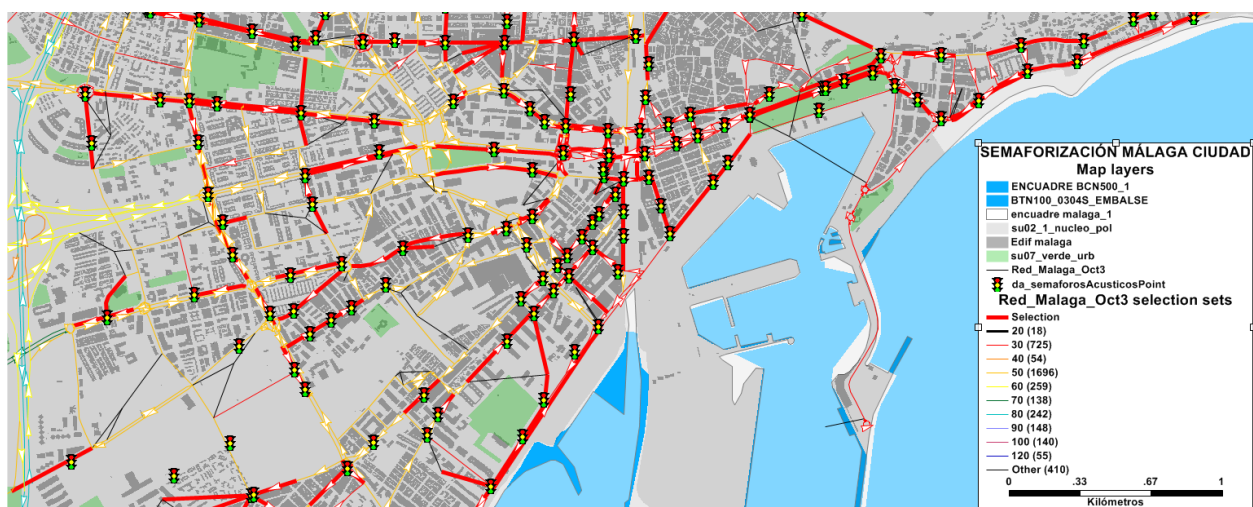 SEMAFORIZACIÓN MÁLAGA CIUDAD
Map layers
ENCUADRE BCN500_1
BTN100_0304S_EMBALSE
encuadre malaga_1
su02_1_nucleo_pol
Edif malaga
su07_verde_urb
Red_Malaga_Oct3
da_semaforosAcusticosPoint
Red_Malaga_Oct3 selection sets
Selection
20 (18)
30 (725)
40 (54)
50 (1696)
60 (259)
70 (138)
80 (242)
90 (148)
100 (140)
120 (55)
Other (410)
0 .33 .67 1
Kilómetros